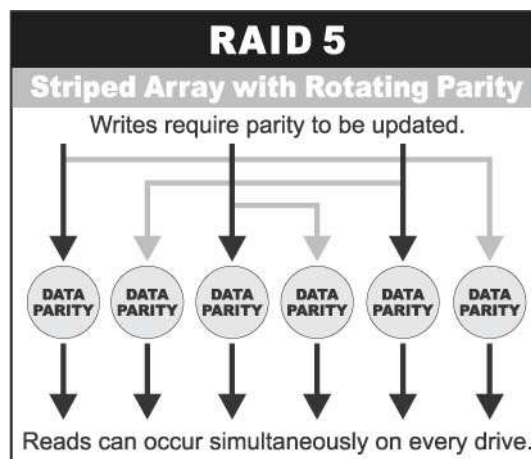 RAID 5
Striped Array with Rotating Parity
Writes require parity to be updated.
DATA DATA DATA DATA DATA DATA
PARITY PARITY PARITY PARITY PARITY PARITY
Reads can occur simultaneously on every drive.